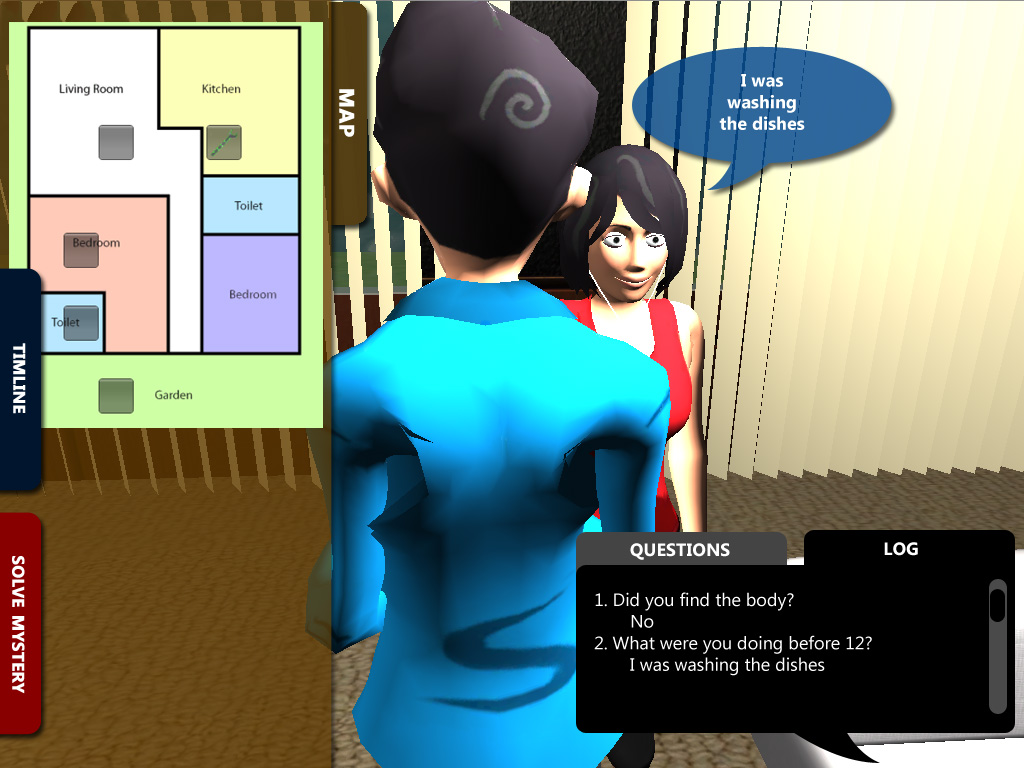 Living Room
Kitchen
Toilet
Bedroom
Bedroom
Toilet
Garden
MAP
TIMLINE
SOLVE MYSTERY
I was
washing
the dishes
QUESTIONS
LOG
1. Did you find the body?
No
2. What were you doing before 12?
I was washing the dishes